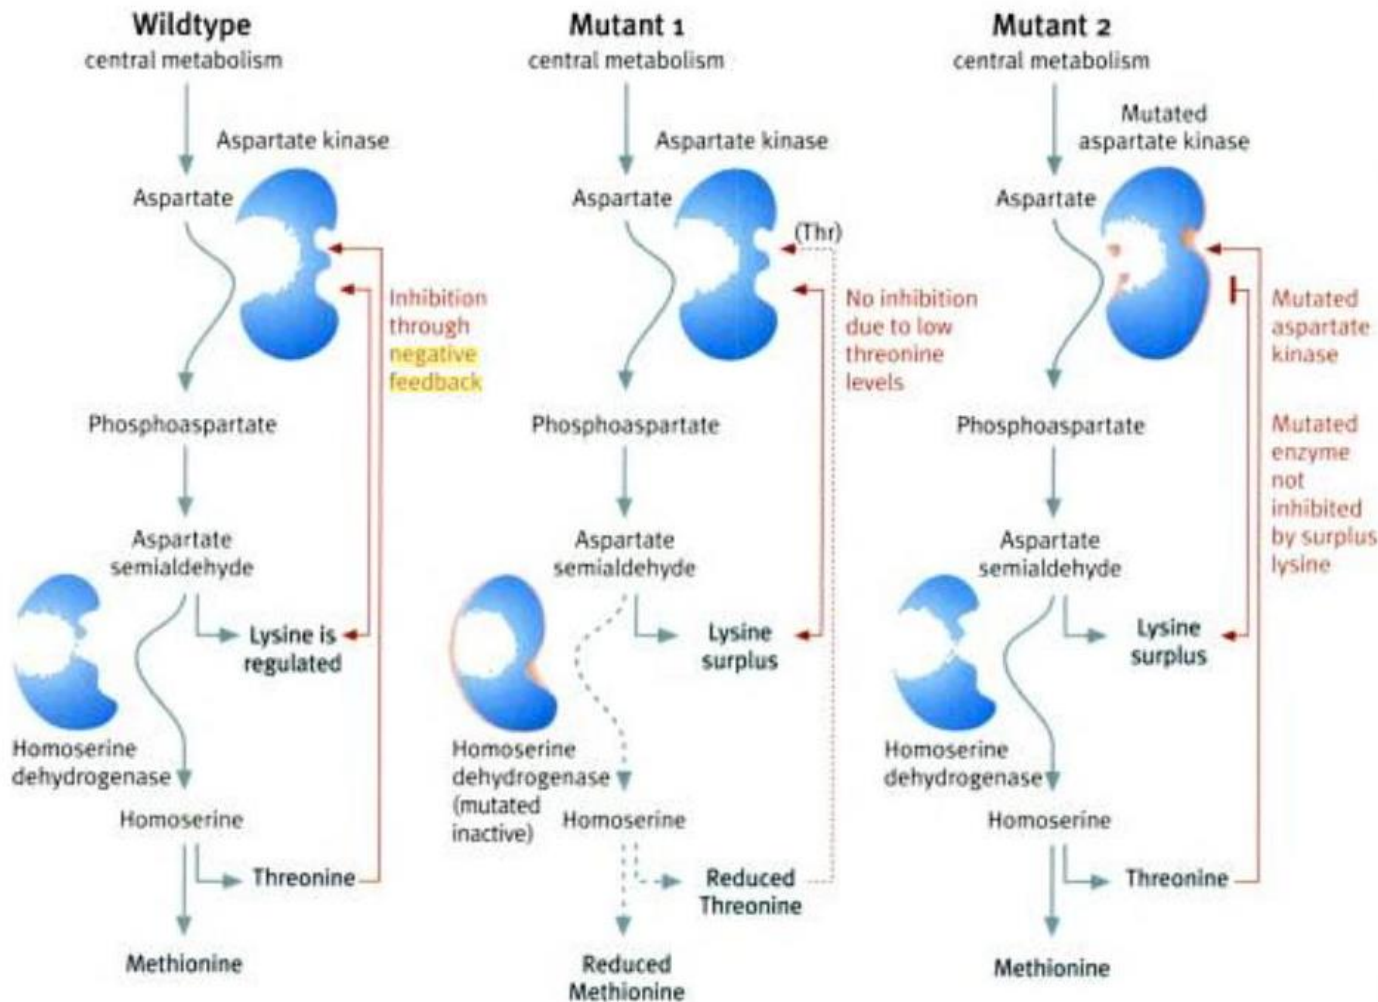 Wildtype
central metabolism
Aspartate kinase
Aspartate
Inhibition
through
negative
feedback
Phosphoaspartate
Aspartate
semialdehyde
Lysine is
regulated
Homoserine
dehydrogenase
Homoserine
Threonine
Methionine
Mutant 1
central metabolism
Aspartate kinase
Aspartate
(Thr)
No inhibition
due to low
threonine
levels
Phosphoaspartate
Aspartate
semialdehyde
Lysine
surplus
Homoserine
dehydrogenase
(mutated
inactive)
Homoserine
Reduced
Threonine
Reduced
Methionine
Mutant 2
central metabolism
Mutated
aspartate kinase
Aspartate
Mutated
aspartate
kinase
Phosphoaspartate
Mutated
enzyme
not
inhibited
by surplus
lysine
Aspartate
semialdehyde
Lysine
surplus
Homoserine
dehydrogenase
Homoserine
Threonine
Methionine